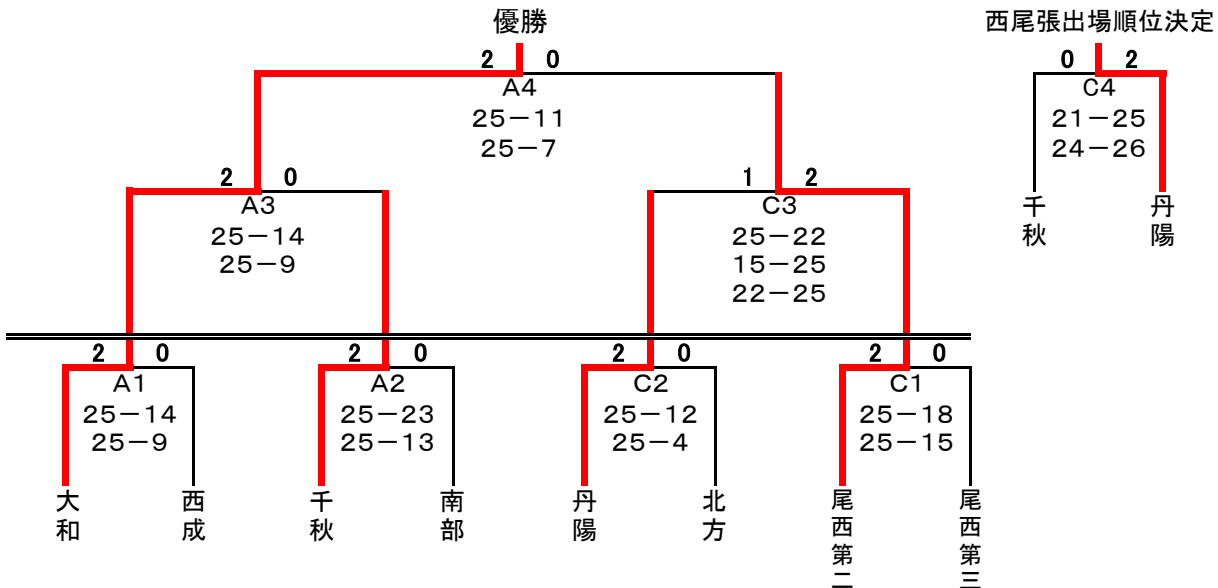 優勝
西尾張出場順位決定
2 0
A4
25－11
25－7
0 2
C4
21－25
24－26
千秋
丹陽
2 0
A3
25－14
25－9
1 2
C3
25－22
15－25
22－25
2 0
A1
25－14
25－9
2 0
A2
25－23
25－13
2 0
C2
25－12
25－4
2 0
C1
25－18
25－15
大和
西成
千秋
南部
丹陽
北方
尾西第二
尾西第三